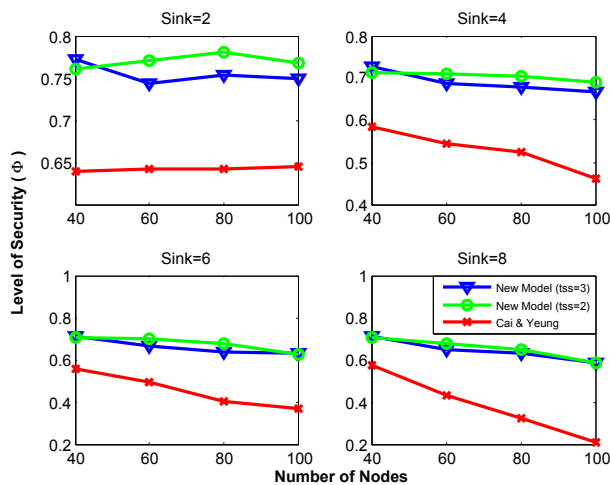 Sink=2
Sink=4
0.8
0.75
0.7
0.65
40 60 80 100
0.8
0.7
0.6
0.5
0.4
40 60 80 100
Level of Security ( Φ )
Sink=6
Sink=8
1
0.8
0.6
0.4
0.2
40 60 80 100
1
0.8
0.6
0.4
0.2
40 60 80 100
New Model (tss=3)
New Model (tss=2)
Cai & Yeung
Number of Nodes